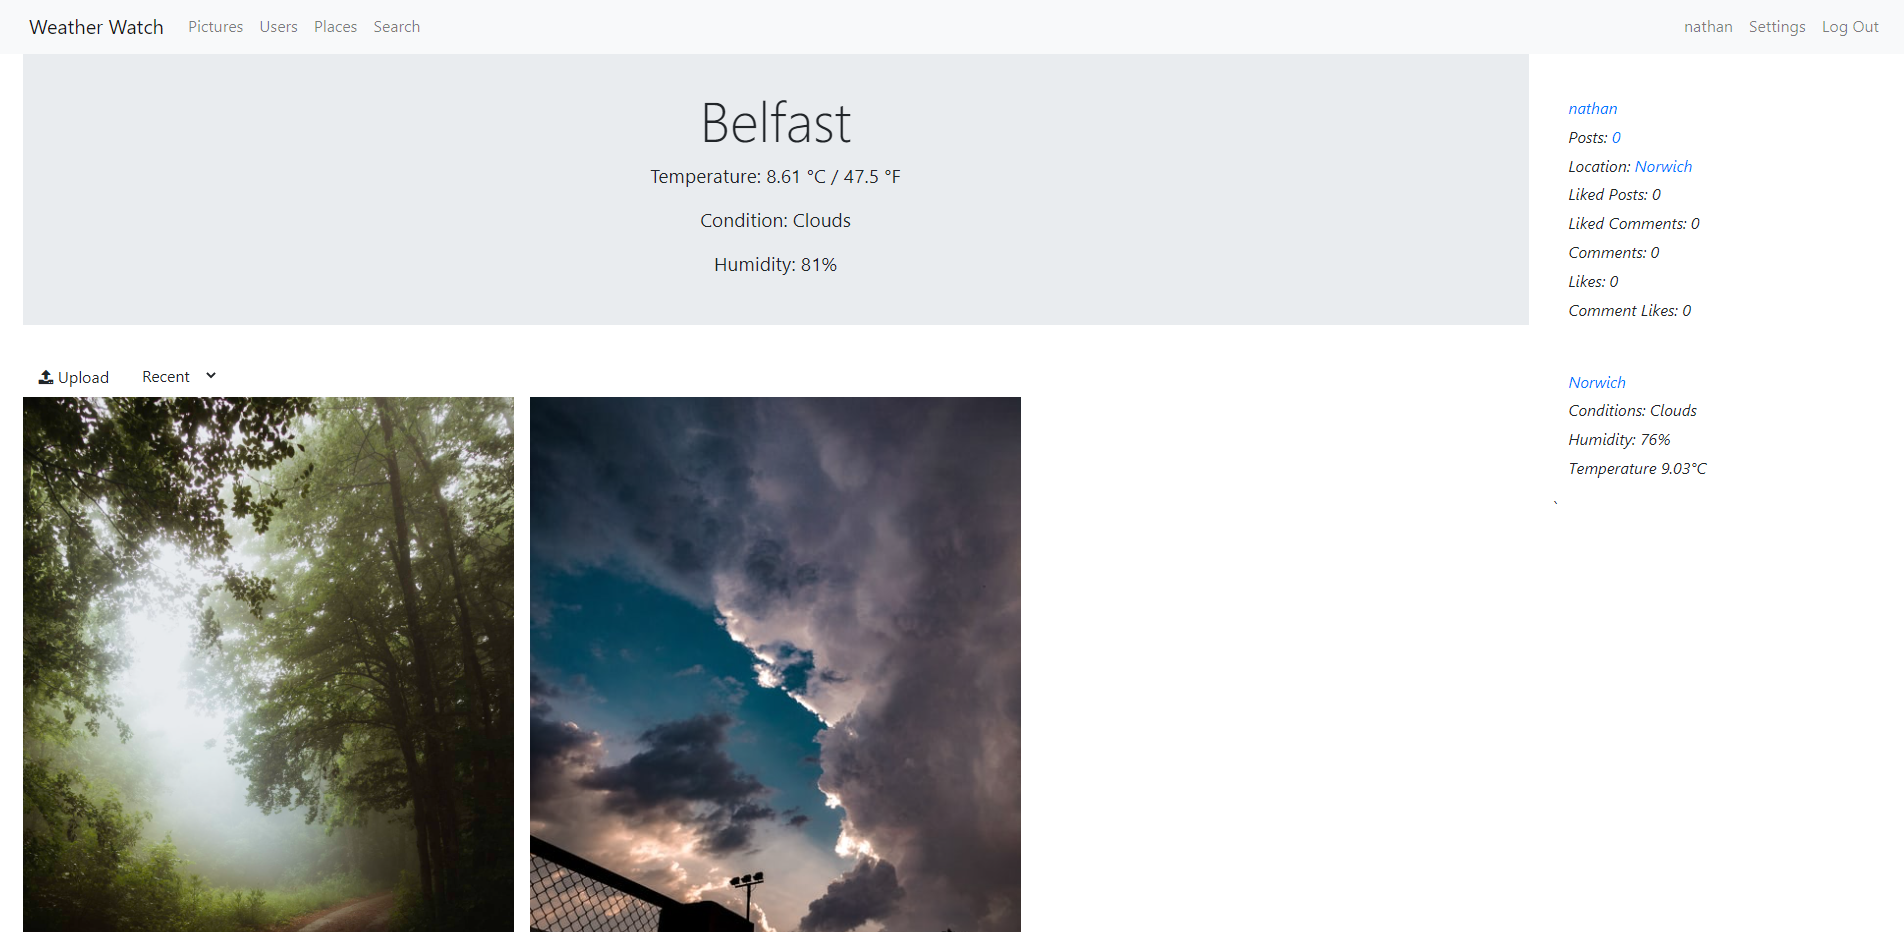 Weather Watch Pictures Users Places Search nathan Settings Log Out
Belfast
Temperature: 8.61 °C / 47.5 °F
Condition: Clouds
Humidity: 81%
Upload Recent
nathan
Posts: 0
Location: Norwich
Liked Posts: 0
Liked Comments: 0
Comments: 0
Likes: 0
Comment Likes: 0
Norwich
Conditions: Clouds
Humidity: 76%
Temperature 9.03°C
`